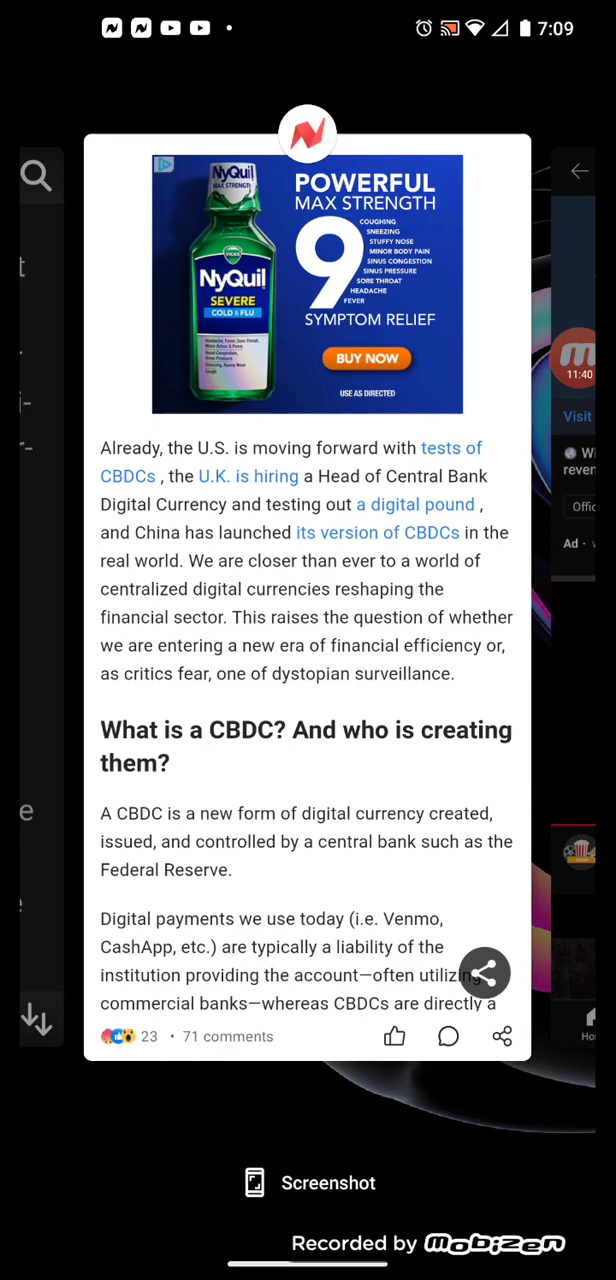 7:09
NyQuil
MAX STRENGTH
VICKS
NyQuil
SEVERE
COLD & FLU
POWERFUL
MAX STRENGTH
9
COUGHING
SNEEZING
STUFFY NOSE
MINOR BODY PAIN
SINUS CONGESTION
SINUS PRESSURE
SORE THROAT
HEADACHE
FEVER
SYMPTOM RELIEF
BUY NOW
USE AS DIRECTED
11:40
Visit
Wi
rever
Offic
Ad ·
Already, the U.S. is moving forward with tests of
CBDCs , the U.K. is hiring a Head of Central Bank
Digital Currency and testing out a digital pound ,
and China has launched its version of CBDCs in the
real world. We are closer than ever to a world of
centralized digital currencies reshaping the
financial sector. This raises the question of whether
we are entering a new era of financial efficiency or,
as critics fear, one of dystopian surveillance.
What is a CBDC? And who is creating
them?
A CBDC is a new form of digital currency created,
issued, and controlled by a central bank such as the
Federal Reserve.
Digital payments we use today (i.e. Venmo,
CashApp, etc.) are typically a liability of the
institution providing the account—often utilizing
commercial banks—whereas CBDCs are directly a
23 • 71 comments
Ho
Screenshot
Recorded by mobizen